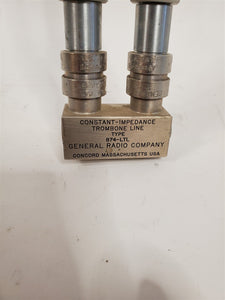 CONSTANT-IMPEDANCE
TROMBONE LINE
TYPE
874-LTL
GENERAL RADIO COMPANY
CONCORD MASSACHUSETTS USA